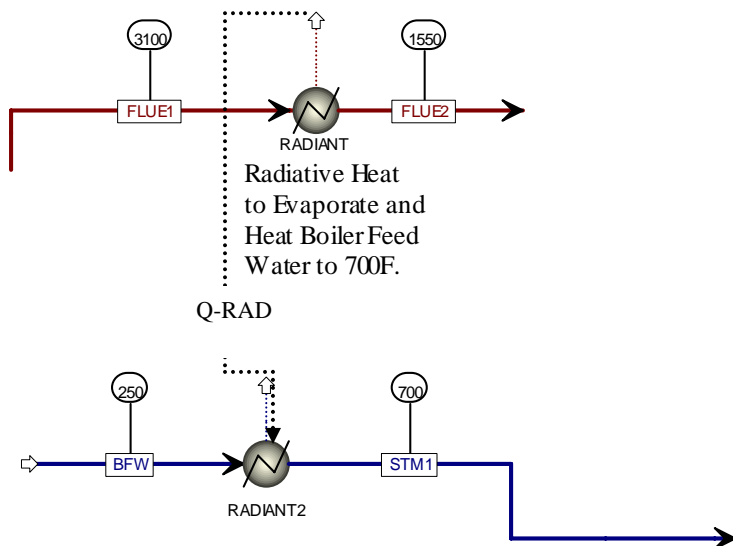 3100
1550
FLUE1
FLUE2
RADIANT
Radiative Heat
to Evaporate and
Heat Boiler Feed
Water to 700F.
Q-RAD
250
700
BFW
STM1
RADIANT2